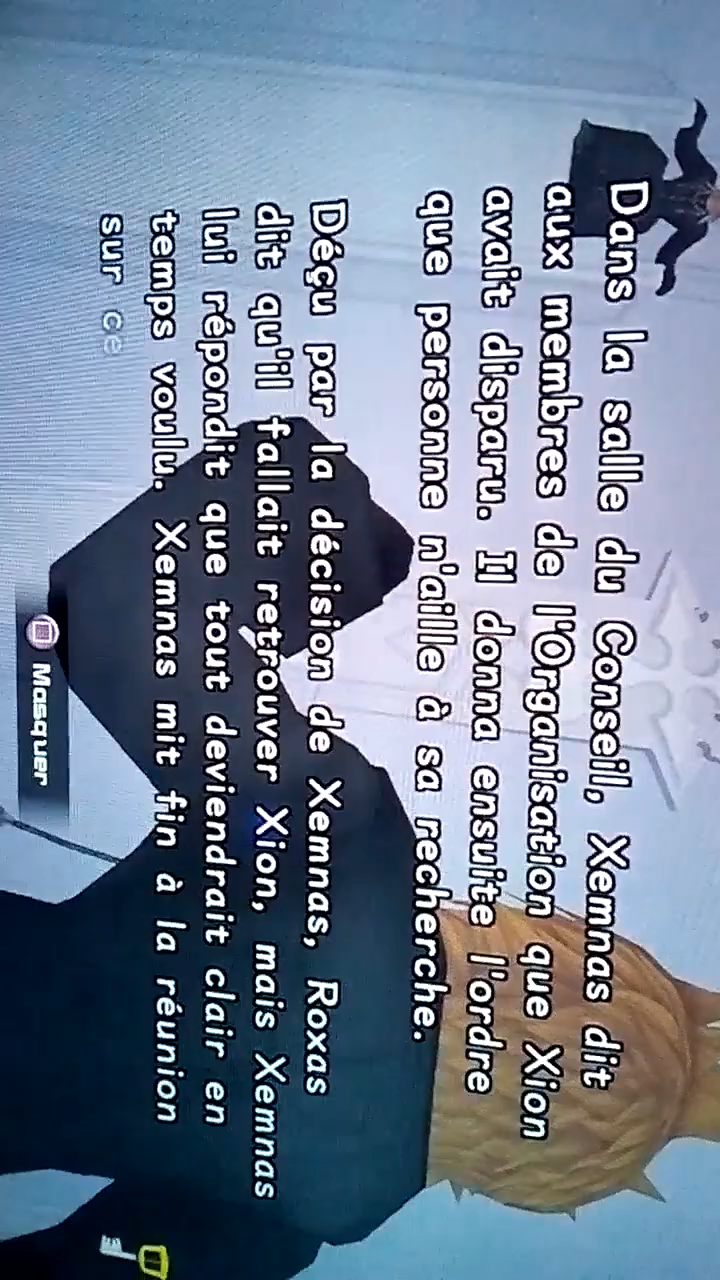 Dans la salle du Conseil, Xemnas dit
aux membres de l'Organisation que Xion
avait disparu. Il donna ensuite l'ordre
que personne n'aille à sa recherche.
Déçu par la décision de Xemnas, Roxas
dit qu'il fallait retrouver Xion, mais Xemnas
lui répondit que tout deviendrait clair en
temps voulu. Xemnas mit fin à la réunion
sur ce
Masquer